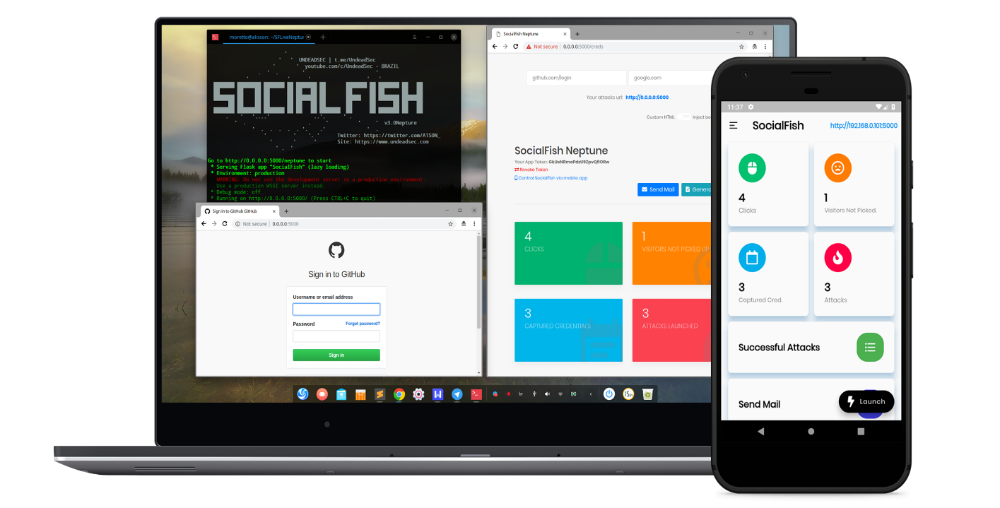 moretto@alisson: ~/SFLiveNeptu
UNDEADSEC | t.me/UndeadSec
youtube.com/c/UndeadSec - BRAZIL
SOCIALFISH
v3.0Nepture
Twitter: https://twitter.com/A1S0N_
Site: https://www.undeadsec.com
Go to http://0.0.0.0:5000/neptune to start
* Serving Flask app "SocialFish" (lazy loading)
* Environment: production
WARNING: Do not use the development server in a production environment.
Use a production WSGI server instead.
* Debug mode: off
* Running on http://0.0.0.0:5000/ (Press CTRL+C to quit)
Sign in to GitHub GitHub
Not secure | 0.0.0.0:5000
Sign in to GitHub
Username or email address
Password Forgot password?
Sign in
SocialFish Neptune
Not secure | 0.0.0.0:5000/creds
github.com/login google.com
Your attacks url: http://0.0.0.0:5000
Custom HTML Inject be
SocialFish Neptune
Your App Token:
Revoke Token
Control SocialFish via mobile app
Send Mail Genera
4
CLICKS
1
VISITORS NOT PICKED UP
3
CAPTURED CREDENTIALS
3
ATTACKS LAUNCHED
br
11:37
SocialFish http://192.168.0.101:5000
4
Clicks
1
Visitors Not Picked.
3
Captured Cred.
3
Attacks
Successful Attacks
Send Mail
Launch